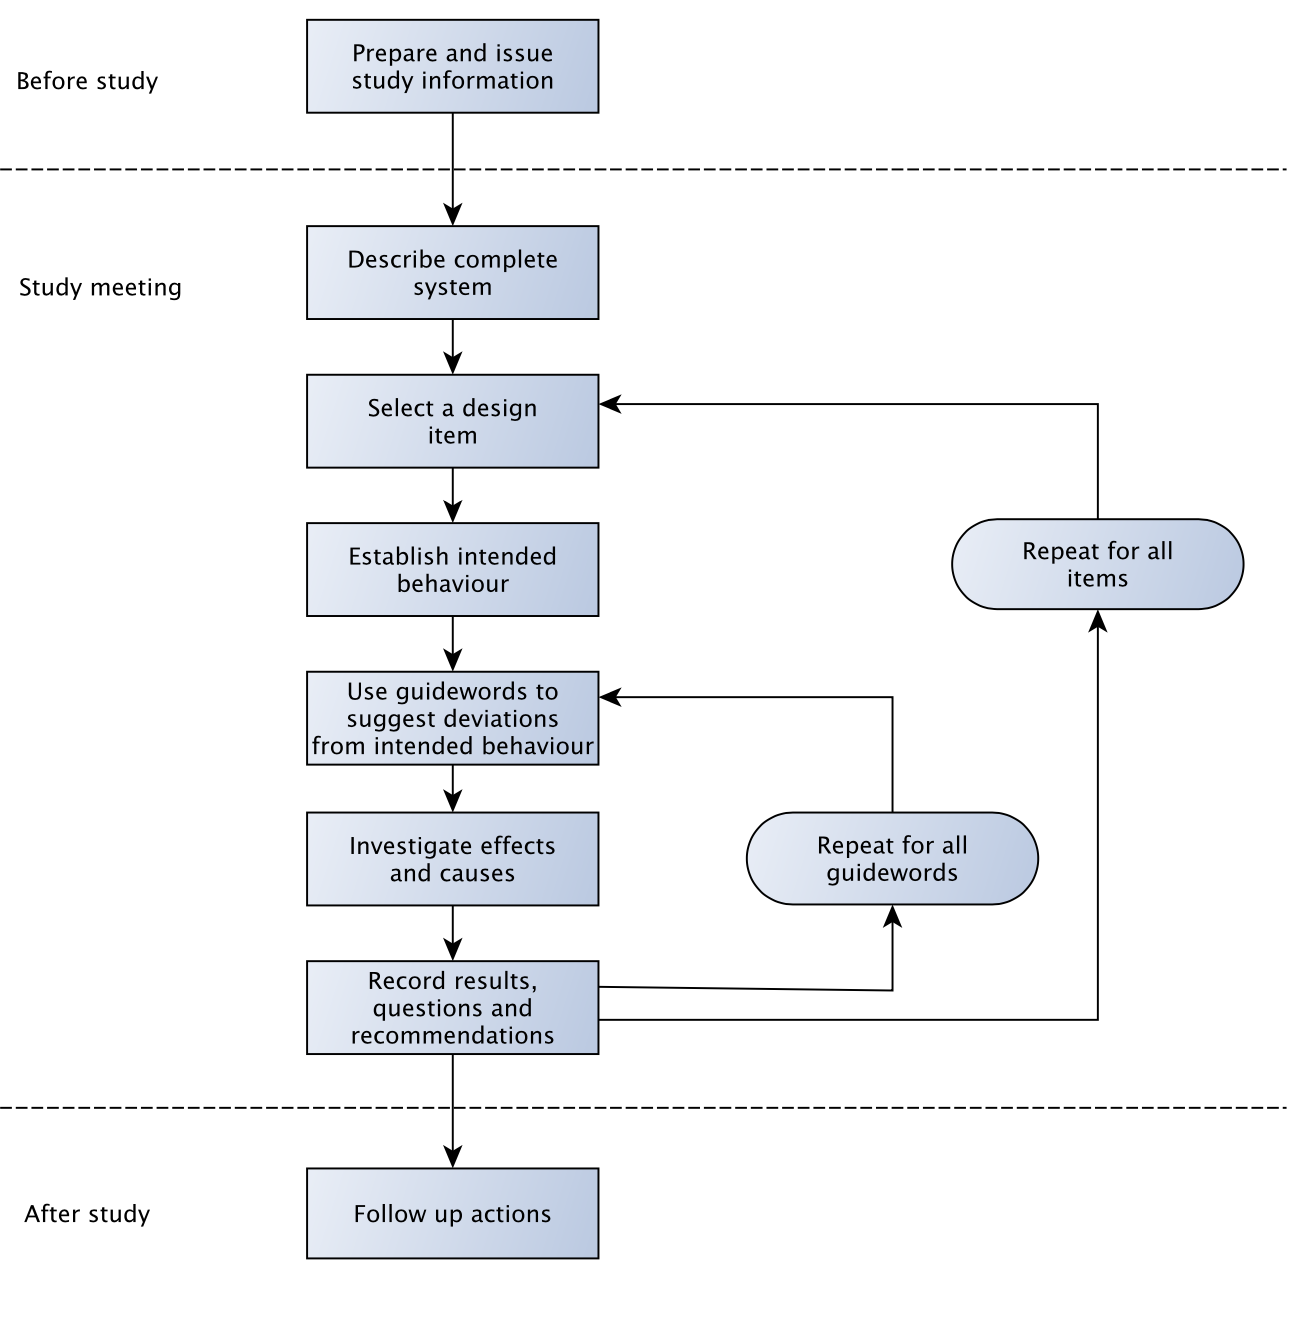 Prepare and issue
study information
Before study
Describe complete
system
Study meeting
Select a design
item
Establish intended
behaviour
Repeat for all
items
Use guidewords to
suggest deviations
from intended behaviour
Investigate effects
and causes
Repeat for all
guidewords
Record results,
questions and
recommendations
After study
Follow up actions